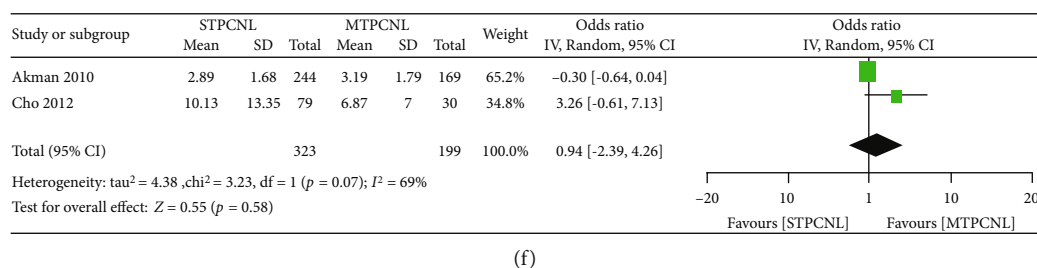 STPCNL MTPCNL Odds ratio Odds ratio
Study or subgroup Weight
Mean SD Total Mean SD Total IV, Random, 95% CI IV, Random, 95% CI
Akman 2010 2.89 1.68 244 3.19 1.79 169 65.2% –0.30 [-0.64, 0.04]
Cho 2012 10.13 13.35 79 6.87 7 30 34.8% 3.26 [-0.61, 7.13]
Total (95% CI) 323 199 100.0% 0.94 [-2.39, 4.26]
Heterogeneity: tau² = 4.38 ,chi² = 3.23, df = 1 (p = 0.07); I² = 69%
Test for overall effect: Z = 0.55 (p = 0.58)
–20 10 1 10 20
Favours [STPCNL] Favours [MTPCNL]
(f)